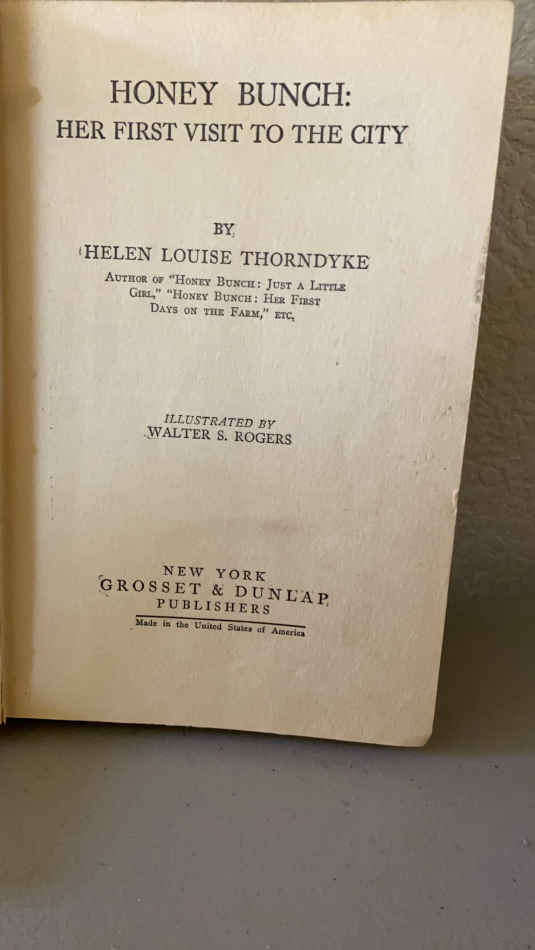 HONEY BUNCH:
HER FIRST VISIT TO THE CITY
BY
HELEN LOUISE THORNDYKE
AUTHOR OF "HONEY BUNCH: JUST A LITTLE
GIRL," "HONEY BUNCH: HER FIRST
DAYS ON THE FARM," ETC.
ILLUSTRATED BY
WALTER S. ROGERS
NEW YORK
GROSSET & DUNLAP
PUBLISHERS
Made in the United States of America